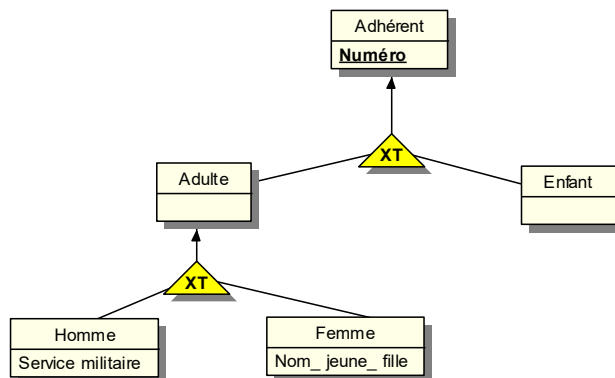 Adhérent
Numéro
XT
Adulte
Enfant
XT
Homme
Service militaire
Femme
Nom_ jeune_ fille